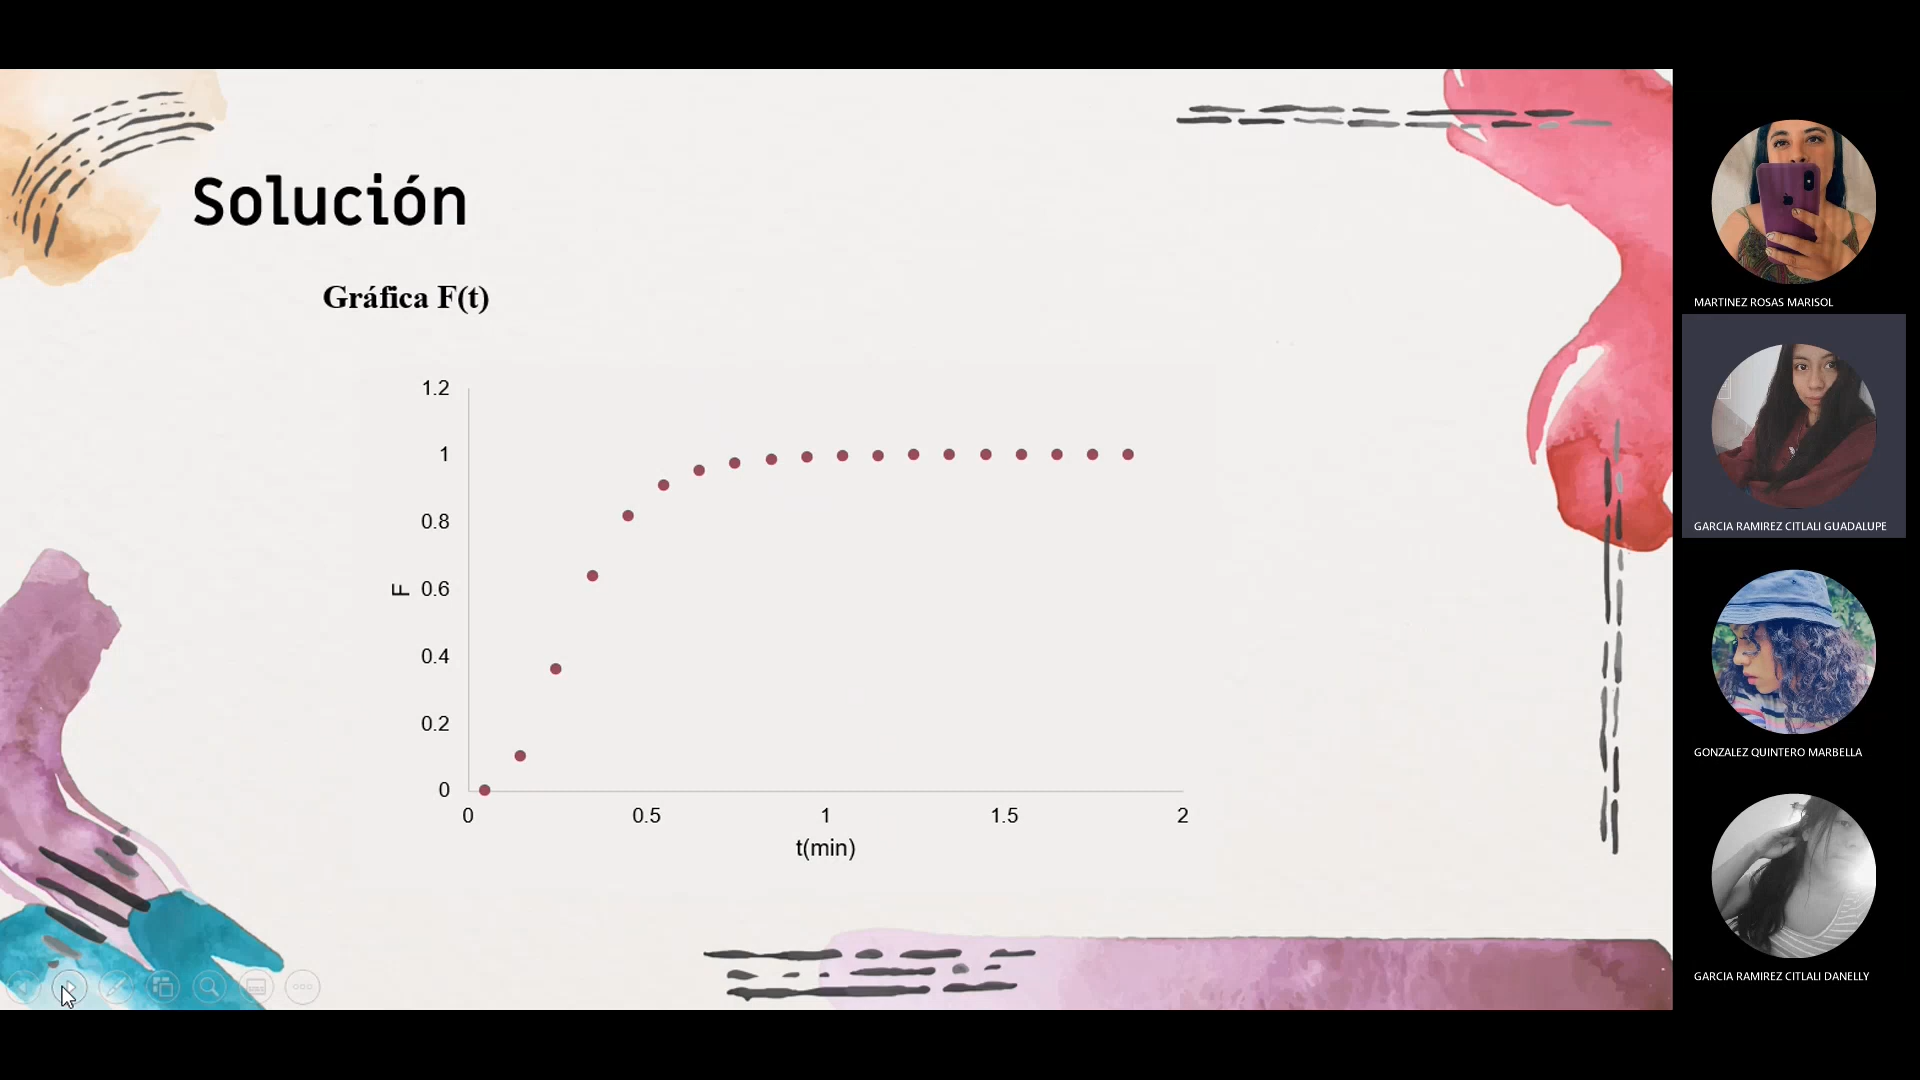 Solución
Gráfica F(t)
1.2
1
0.8
0.6
0.4
0.2
0
F
0 0.5 1 1.5 2
t(min)
MARTINEZ ROSAS MARISOL
GARCIA RAMIREZ CITLALI GUADALUPE
GONZALEZ QUINTERO MARBELLA
GARCIA RAMIREZ CITLALI DANELLY